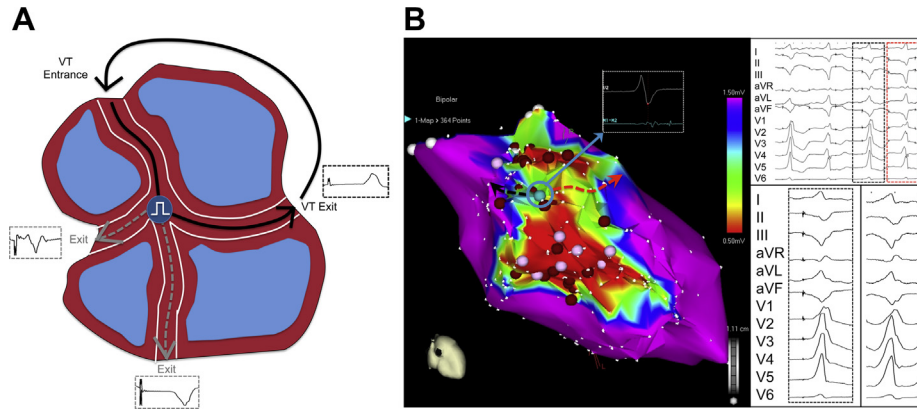 A
VT
Entrance
VT Exit
Exit
Exit
B
Bipolar
1-Map > 364 Points
1.50mV
0.50mV
1.11 cm
I
II
III
aVR
aVL
aVF
V1
V2
V3
V4
V5
V6
I
II
III
aVR
aVL
aVF
V1
V2
V3
V4
V5
V6